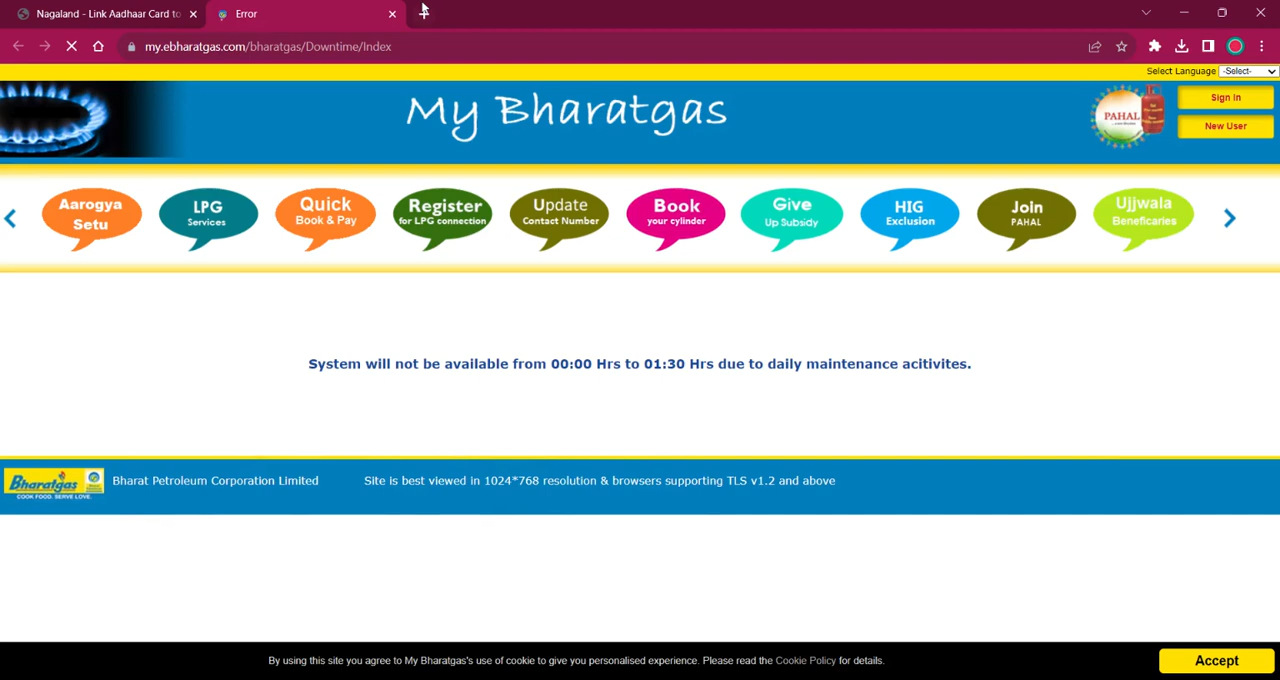 Nagaland - Link Aadhaar Card to
Error
my.ebharatgas.com/bharatgas/Downtime/Index
Select Language -Select-
My Bharatgas
PAHAL
Sign In
New User
Aarogya
Setu
LPG
Services
Quick
Book & Pay
Register
for LPG connection
Update
Contact Number
Book
your cylinder
Give
Up Subsidy
HIG
Exclusion
Join
PAHAL
Ujjwala
Beneficaries
System will not be available from 00:00 Hrs to 01:30 Hrs due to daily maintenance acitivites.
Bharatgas
COOK FOOD. SERVE LOVE.
Bharat Petroleum Corporation Limited
Site is best viewed in 1024*768 resolution & browsers supporting TLS v1.2 and above
By using this site you agree to My Bharatgas's use of cookie to give you personalised experience. Please read the Cookie Policy for details.
Accept